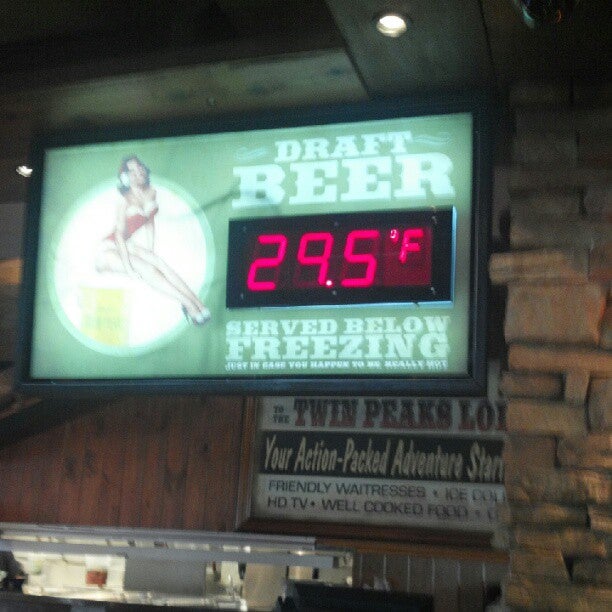 DRAFT
BEER
29.5°F
SERVED BELOW
FREEZING
JUST IN CASE YOU HAPPEN TO BE REALLY HOT
TO THE TWIN PEAKS
Your Action-Packed Adventure
FRIENDLY WAITRESSES • ICE
HD TV • WELL COOKED FOOD •